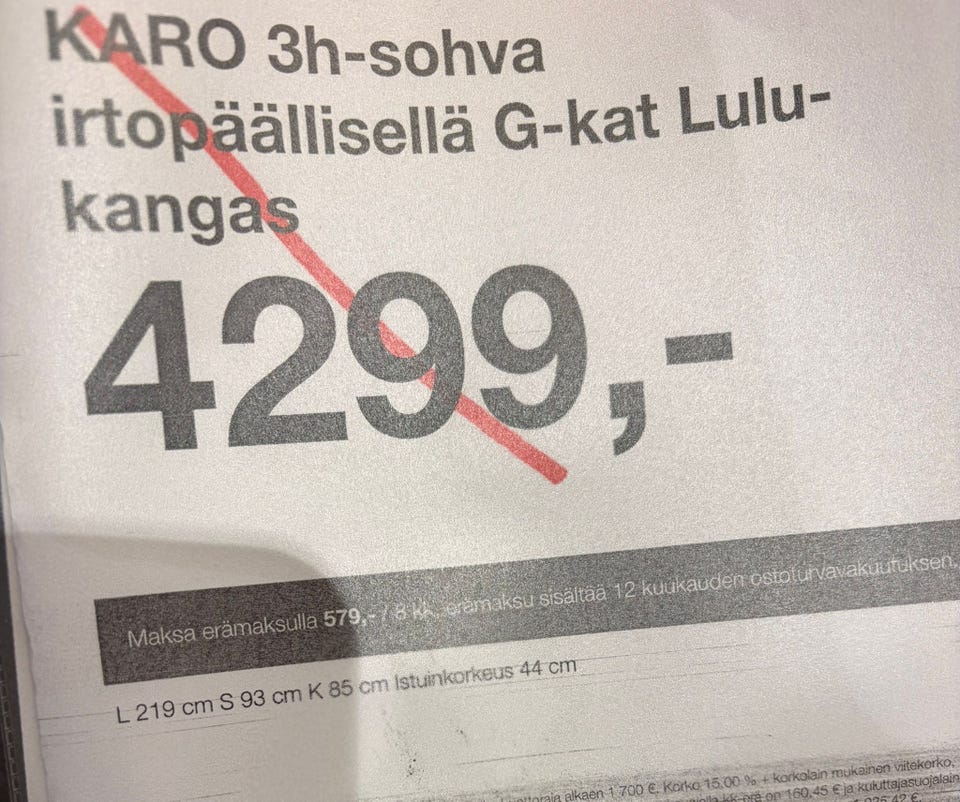 KARO 3h-sohva
irtopäällisellä G-kat Lulu-
kangas
4299,-
Maksa erämaksulla 579,- / 8 kk, erämaksu sisältää 12 kuukauden ostoturvavakuutuksen.
L 219 cm S 93 cm K 85 cm Istuinkorkeus 44 cm
alkaen 1 700 €. Korko 15,00 % + korkolain mukainen viitekorko,
on 160,45 € ja kuluttajasuojalain